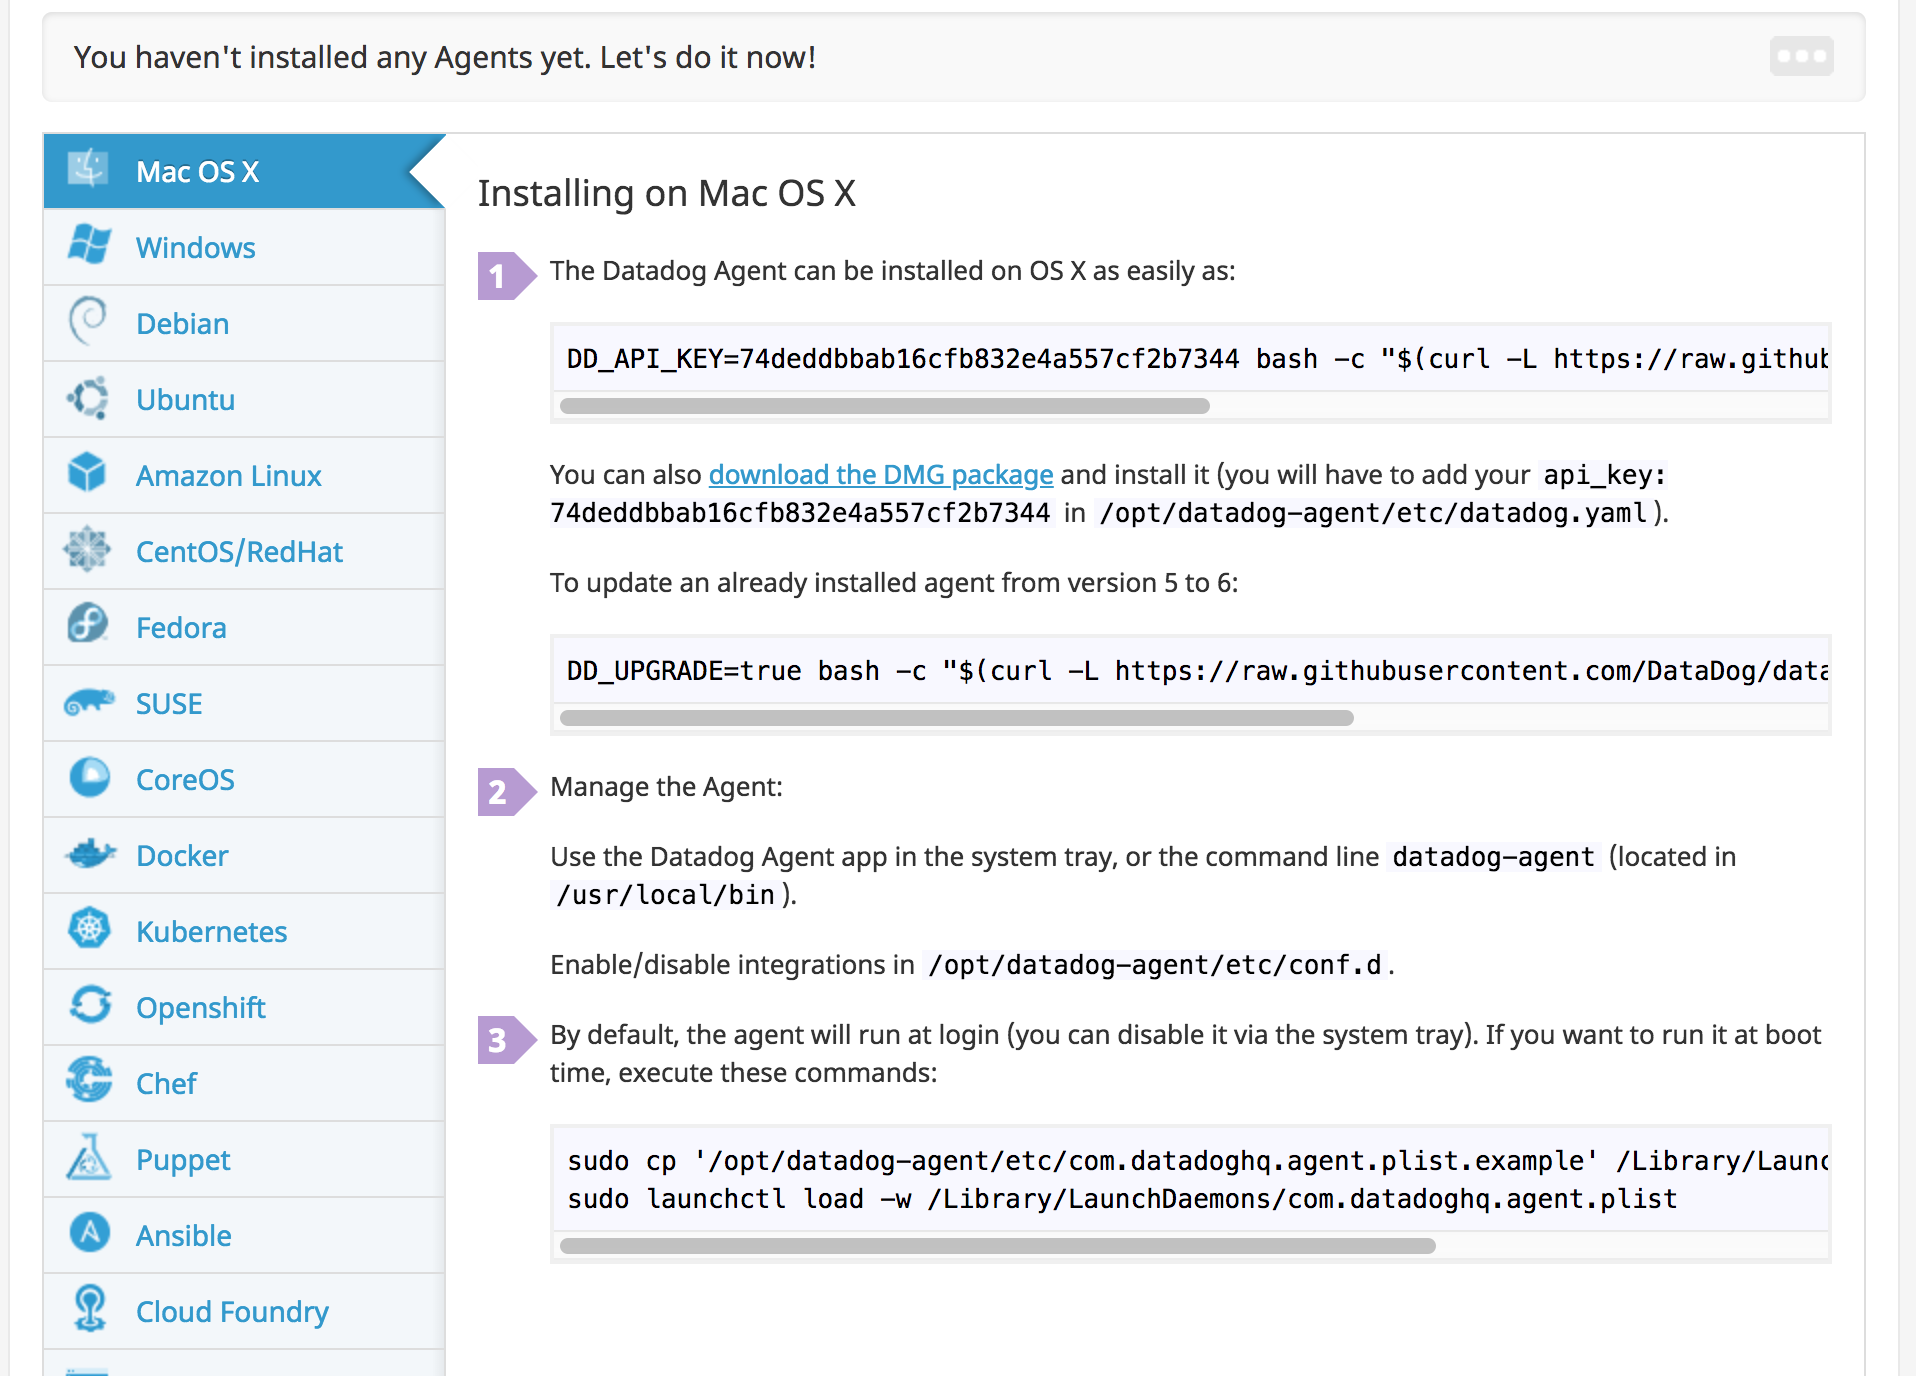 You haven't installed any Agents yet. Let's do it now!
Mac OS X
Windows
Debian
Ubuntu
Amazon Linux
CentOS/RedHat
Fedora
SUSE
CoreOS
Docker
Kubernetes
Openshift
Chef
Puppet
Ansible
Cloud Foundry
Installing on Mac OS X
1 The Datadog Agent can be installed on OS X as easily as:
DD_API_KEY=74deddbbab16cfb832e4a557cf2b7344 bash -c "$(curl -L https://raw.github
You can also download the DMG package and install it (you will have to add your api_key:
74deddbbab16cfb832e4a557cf2b7344 in /opt/datadog-agent/etc/datadog.yaml).
To update an already installed agent from version 5 to 6:
DD_UPGRADE=true bash -c "$(curl -L https://raw.githubusercontent.com/DataDog/data
2 Manage the Agent:
Use the Datadog Agent app in the system tray, or the command line datadog-agent (located in
/usr/local/bin).
Enable/disable integrations in /opt/datadog-agent/etc/conf.d.
3 By default, the agent will run at login (you can disable it via the system tray). If you want to run it at boot
time, execute these commands:
sudo cp '/opt/datadog-agent/etc/com.datadoghq.agent.plist.example' /Library/Launc
sudo launchctl load -w /Library/LaunchDaemons/com.datadoghq.agent.plist